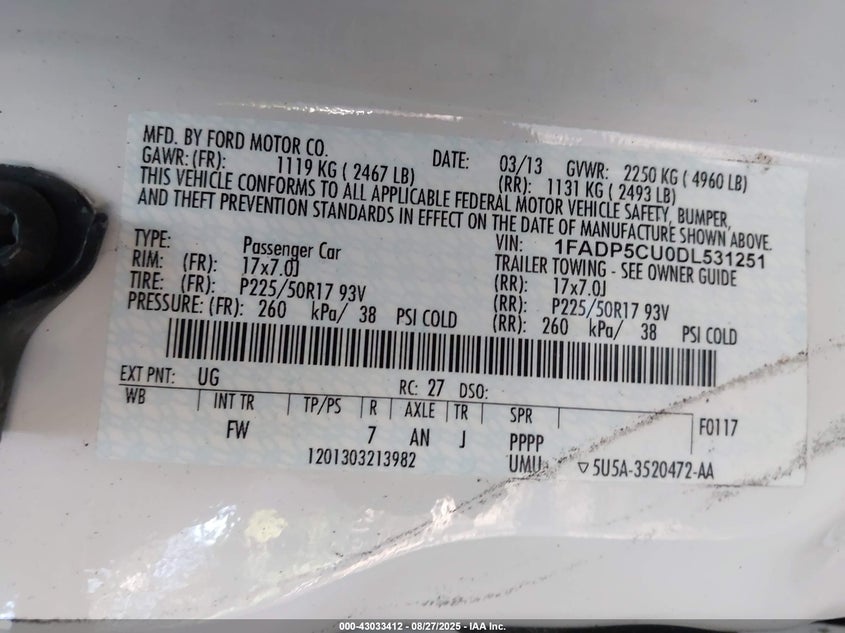 MFD. BY FORD MOTOR CO.
DATE: 03/13 GVWR: 2250 KG ( 4960 LB)
GAWR: (FR): 1119 KG ( 2467 LB) (RR): 1131 KG ( 2493 LB)
THIS VEHICLE CONFORMS TO ALL APPLICABLE FEDERAL MOTOR VEHICLE SAFETY, BUMPER,
AND THEFT PREVENTION STANDARDS IN EFFECT ON THE DATE OF MANUFACTURE SHOWN ABOVE.
TYPE: Passenger Car VIN: 1FADP5CU0DL531251
TRAILER TOWING - SEE OWNER GUIDE
RIM: (FR): 17x7.0J (RR): 17x7.0J
TIRE: (FR): P225/50R17 93V (RR): P225/50R17 93V
PRESSURE: (FR): 260 kPa/ 38 PSI COLD (RR): 260 kPa/ 38 PSI COLD
EXT PNT: UG RC: 27 DSO:
WB INT TR TP/PS R AXLE TR SPR F0117
FW 7 AN J PPPP
1201303213982 UMU ▽5U5A-3520472-AA
000-43033412 - 08/27/2025 - IAA Inc.